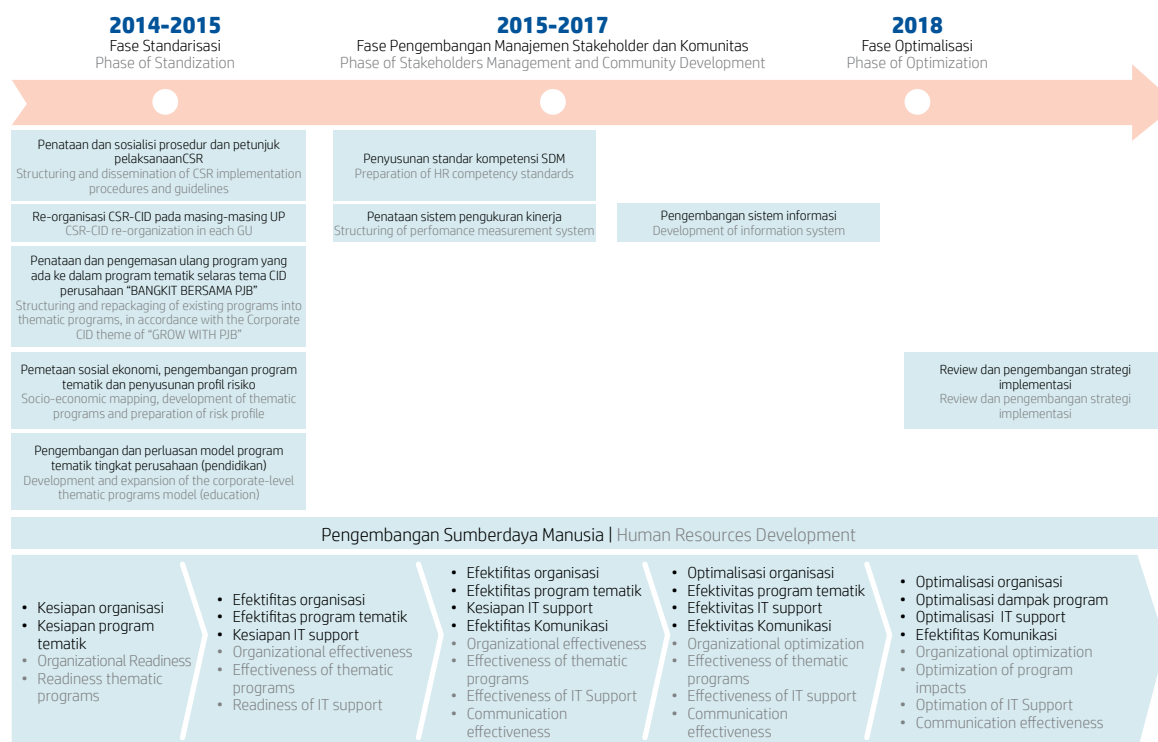 2014-2015
Fase Standarisasi
Phase of Standization
2015-2017
Fase Pengembangan Manajemen Stakeholder dan Komunitas
Phase of Stakeholders Management and Community Development
2018
Fase Optimalisasi
Phase of Optimization
Penataan dan sosialisi prosedur dan petunjuk
pelaksanaanCSR
Structuring and dissemination of CSR implementation
procedures and guidelines
Penyusunan standar kompetensi SDM
Preparation of HR competency standards
Re-organisasi CSR-CID pada masing-masing UP
CSR-CID re-organization in each GU
Penataan sistem pengukuran kinerja
Structuring of perfomance measurement system
Pengembangan sistem informasi
Development of information system
Penataan dan pengemasan ulang program yang
ada ke dalam program tematik selaras tema CID
perusahaan “BANGKIT BERSAMA PJB”
Structuring and repackaging of existing programs into
thematic programs, in accordance with the Corporate
CID theme of “GROW WITH PJB”
Pemetaan sosial ekonomi, pengembangan program
tematik dan penyusunan profil risiko
Socio-economic mapping, development of thematic
programs and preparation of risk profile
Review dan pengembangan strategi
implementasi
Review dan pengembangan strategi
implementasi
Pengembangan dan perluasan model program
tematik tingkat perusahaan (pendidikan)
Development and expansion of the corporate-level
thematic programs model (education)
Pengembangan Sumberdaya Manusia | Human Resources Development
• Kesiapan organisasi
• Kesiapan program
tematik
• Organizational Readiness
• Readiness thematic
programs
• Efektifitas organisasi
• Efektifitas program tematik
• Kesiapan IT support
• Organizational effectiveness
• Effectiveness of thematic
programs
• Readiness of IT support
• Efektifitas organisasi
• Efektifitas program tematik
• Kesiapan IT support
• Efektifitas Komunikasi
• Organizational effectiveness
• Effectiveness of thematic
programs
• Effectiveness of IT Support
• Communication
effectiveness
• Optimalisasi organisasi
• Efektivitas program tematik
• Efektivitas IT support
• Efektivitas Komunikasi
• Organizational optimization
• Effectiveness of thematic
programs
• Effectiveness of IT support
• Communication
effectiveness
• Optimalisasi organisasi
• Optimalisasi dampak program
• Optimalisasi IT support
• Efektifitas Komunikasi
• Organizational optimization
• Optimization of program
impacts
• Optimation of IT Support
• Communication effectiveness